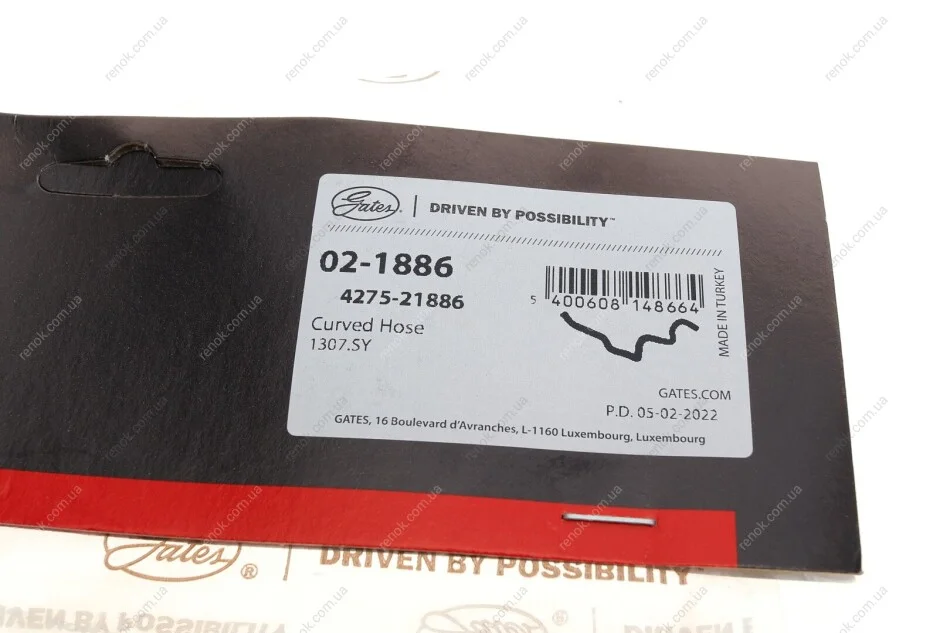 Gates. | DRIVEN BY POSSIBILITY™
02-1886
4275-21886
Curved Hose
1307.SY
5 400608 148664
MADE IN TURKEY
GATES.COM
P.D. 05-02-2022
GATES, 16 Boulevard d'Avranches, L-1160 Luxembourg, Luxembourg
Gates® | DRIVEN BY POSSIBILITY™
renok.com.ua